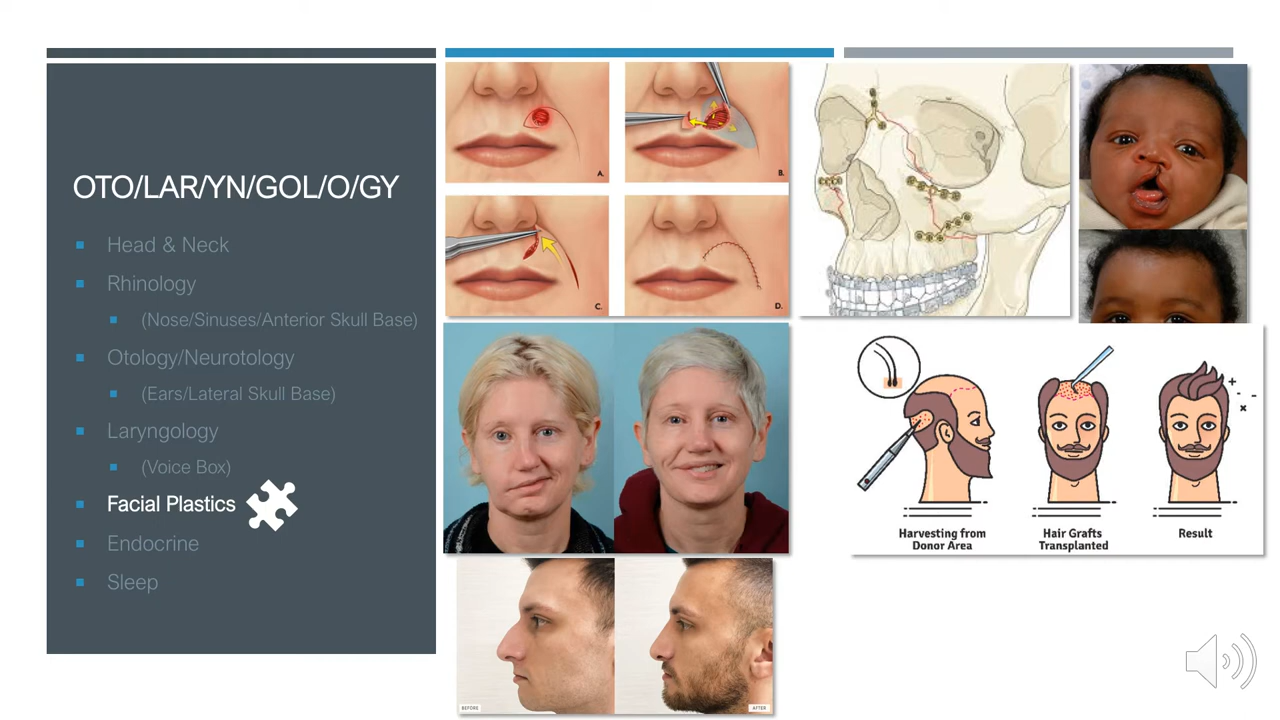 OTO/LAR/YN/GOL/O/GY
Head & Neck
Rhinology
(Nose/Sinuses/Anterior Skull Base)
Otology/Neurotology
(Ears/Lateral Skull Base)
Laryngology
(Voice Box)
Facial Plastics
Endocrine
Sleep
A.
B.
C.
D.
Harvesting from
Donor Area
Hair Grafts
Transplanted
Result
BEFORE
AFTER